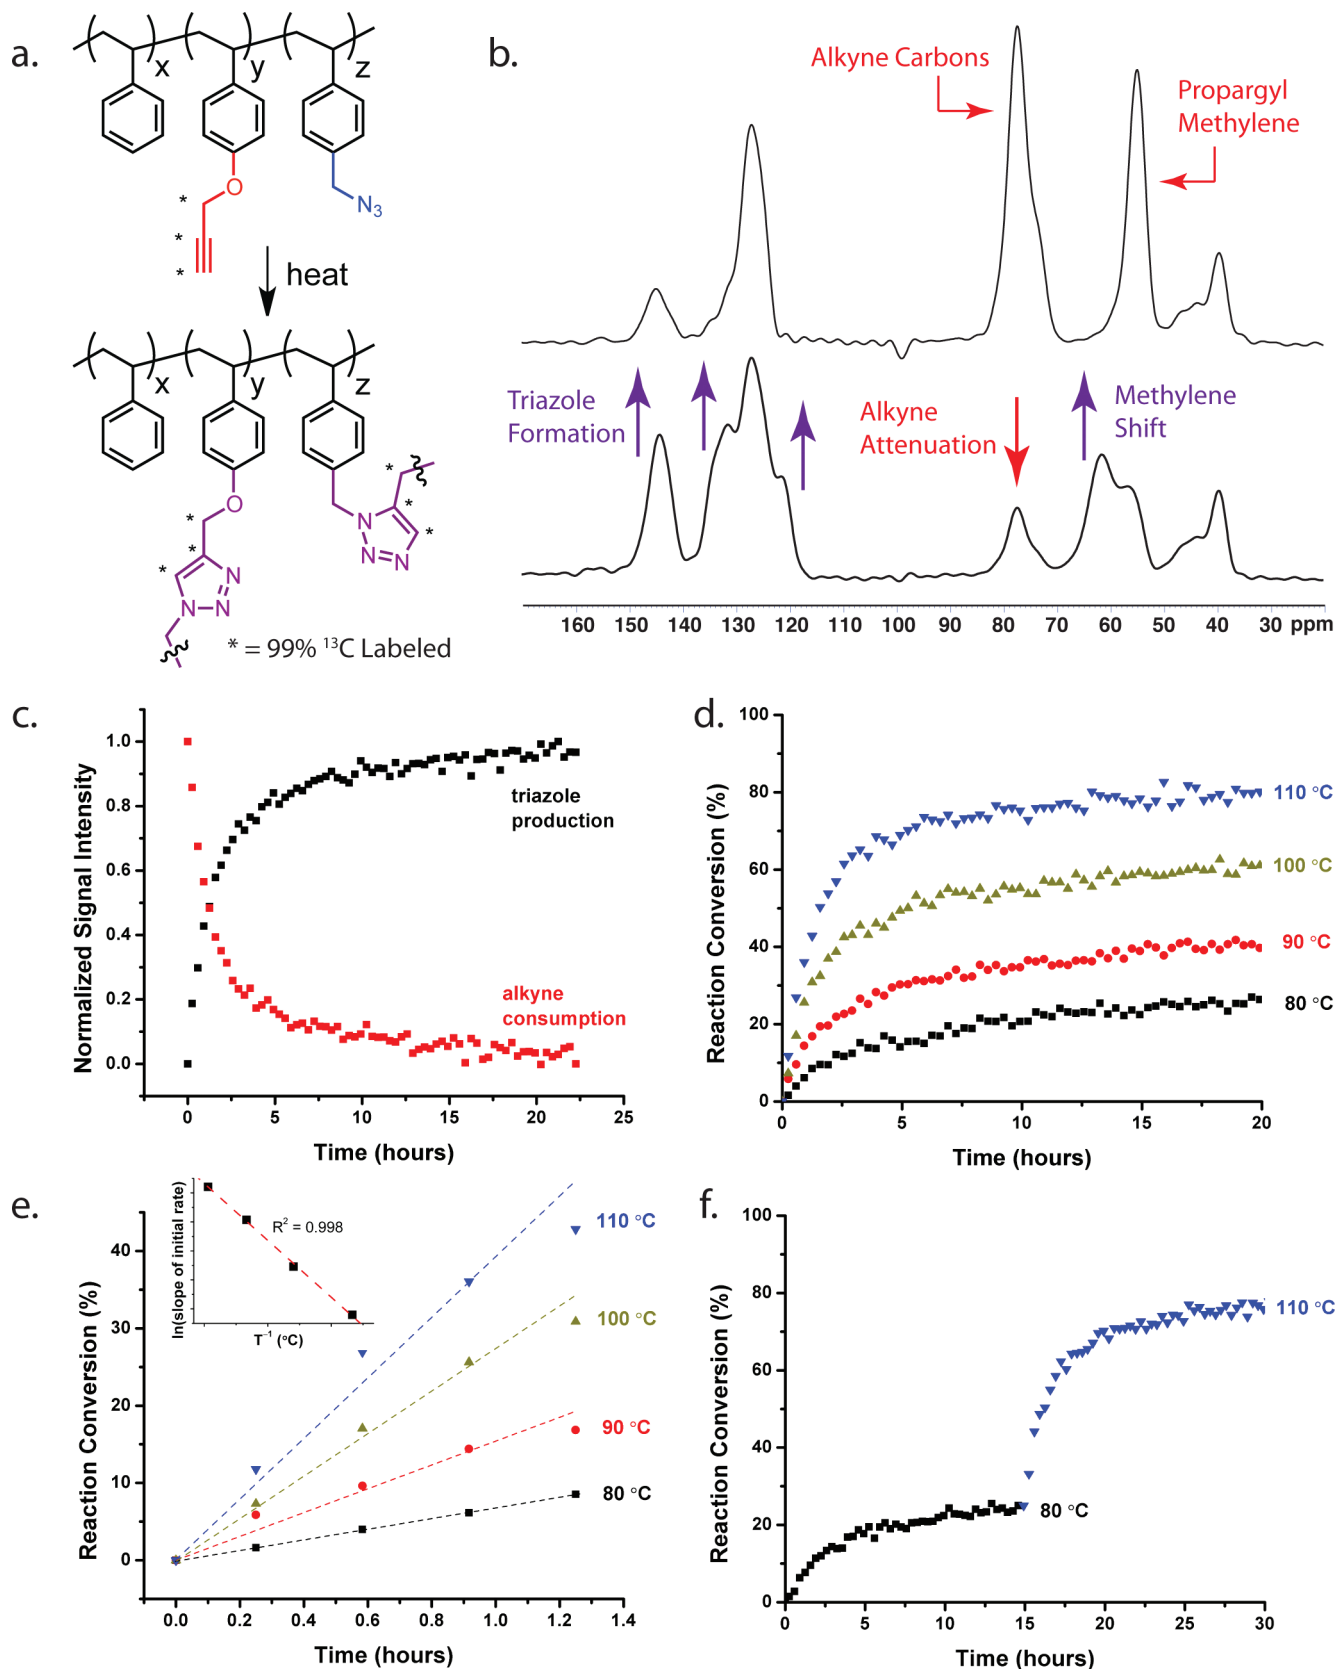 a.
x
y
z
O
N₃
*
*
*
heat
x
y
z
O
*
*
*
N
N
N
*
*
*
N
N
N
* = 99% ¹³C Labeled
b.
Alkyne Carbons
Propargyl
Methylene
Triazole
Formation
Alkyne
Attenuation
Methylene
Shift
160 150 140 130 120 110 100 90 80 70 60 50 40 30 ppm
c.
Normalized Signal Intensity
1.0
0.8
0.6
0.4
0.2
0.0
triazole
production
alkyne
consumption
0 5 10 15 20 25
Time (hours)
d.
Reaction Conversion (%)
100
80
60
40
20
0
110 °C
100 °C
90 °C
80 °C
0 5 10 15 20
Time (hours)
e.
Reaction Conversion (%)
40
30
20
10
0
ln(slope of initial rate)
R² = 0.998
T⁻¹ (°C)
110 °C
100 °C
90 °C
80 °C
0.0 0.2 0.4 0.6 0.8 1.0 1.2 1.4
Time (hours)
f.
Reaction Conversion (%)
100
80
60
40
20
0
110 °C
80 °C
0 5 10 15 20 25 30
Time (hours)